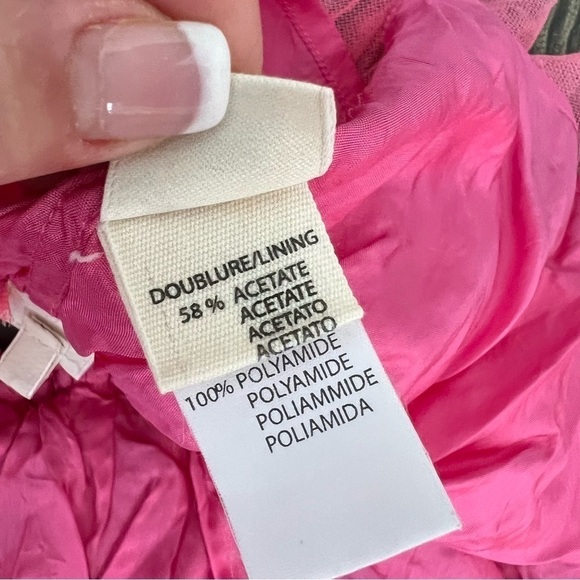 DOUBLURE/LINING
58% ACETATE
ACETATE
ACETATO
ACETATO
100% POLYAMIDE
POLYAMIDE
POLIAMMIDE
POLIAMIDA